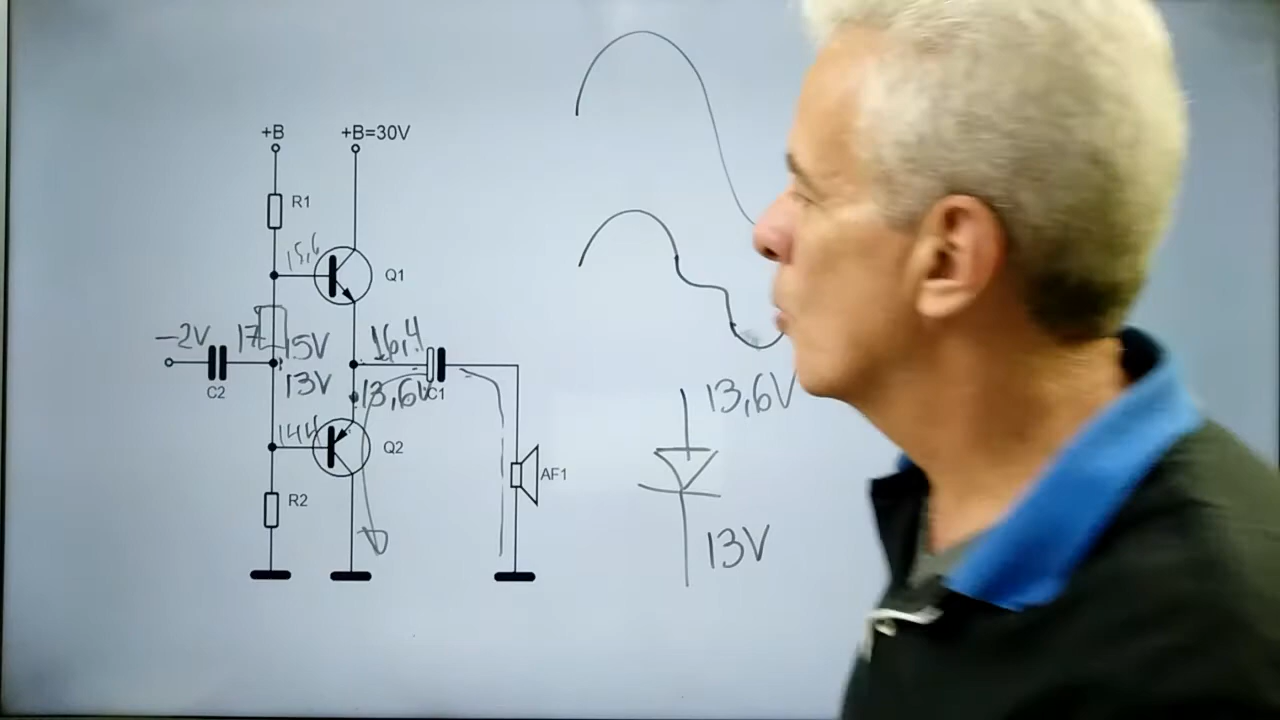 +B +B=30V
R1
15,6
Q1
-2V 17 15V 16,4
C2 13V 13,6V C1
14,4 Q2
R2
AF1
13,6V
13V